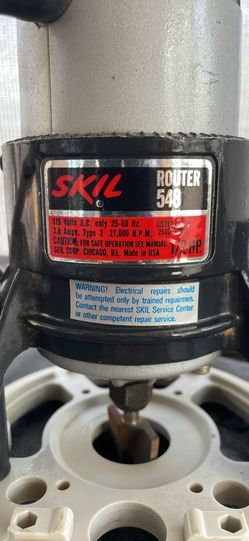 SKIL
ROUTER
548
115 Volts A.C. only 25-60 Hz.
LISTED
3.8 Amps. Type 2 27,000 R.P.M.
CAUTION: FOR SAFE OPERATION SEE MANUAL
SKIL CORP. CHICAGO, ILL. Made in USA
1/2 HP.
WARNING! Electrical repairs should
be attempted only by trained repairmen.
Contact the nearest SKIL Service Center
or other competent repair service.